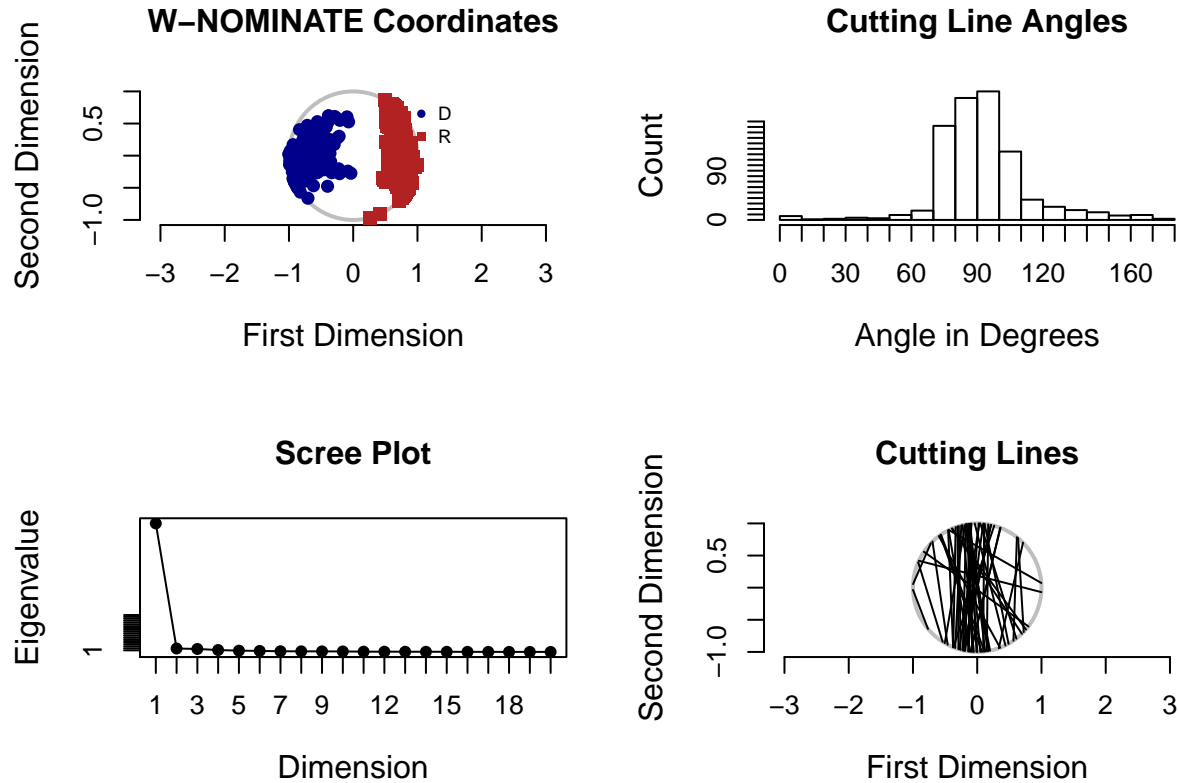 W−NOMINATE Coordinates
Second Dimension
0.5
−1.0
D
R
−3 −2 −1 0 1 2 3
First Dimension
Cutting Line Angles
Count
90
0
0 30 60 90 120 160
Angle in Degrees
Scree Plot
Eigenvalue
1
1 3 5 7 9 12 15 18
Dimension
Cutting Lines
Second Dimension
0.5
−1.0
−3 −2 −1 0 1 2 3
First Dimension